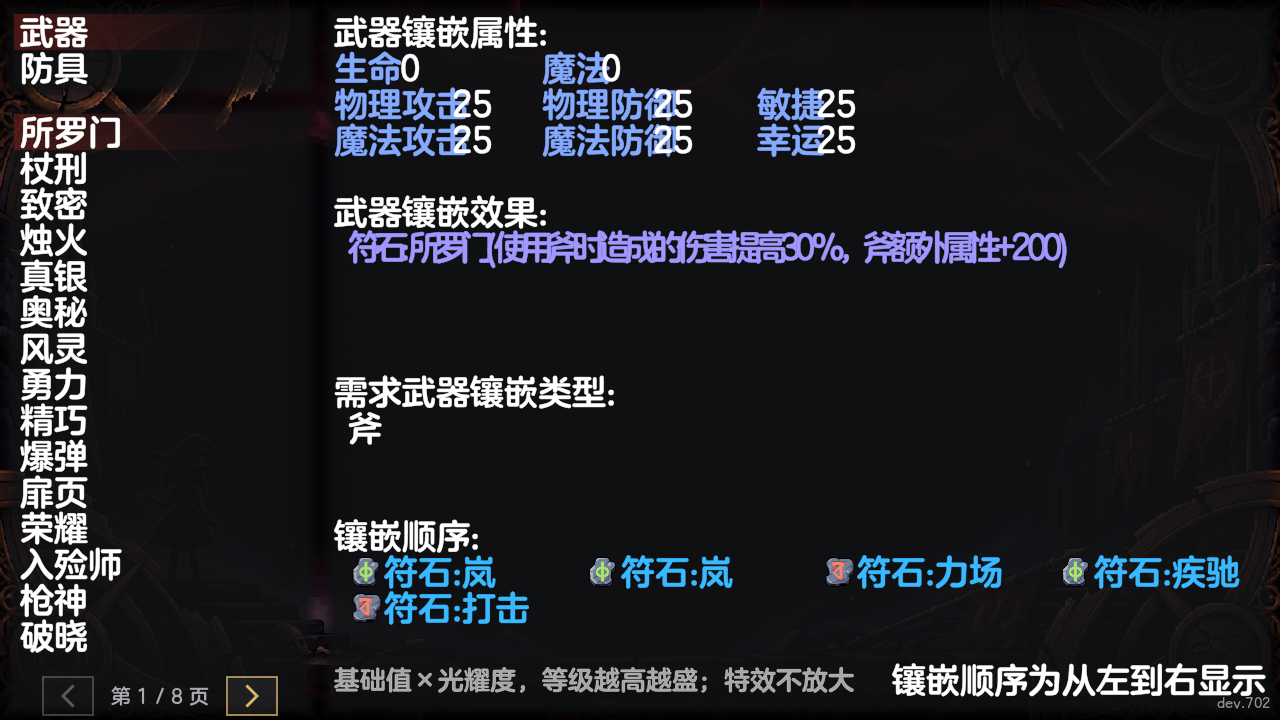 武器
防具
所罗门
杖刑
致密
烛火
真银
奥秘
风灵
勇力
精巧
爆弹
扉页
荣耀
入殓师
枪神
破晓
第 1 / 8 页
武器镶嵌属性:
生命0 魔法0
物理攻击25 物理防御25 敏捷25
魔法攻击25 魔法防御25 幸运25
武器镶嵌效果:
符石:所罗门(使用斧时造成的伤害提高30%，斧额外属性+200)
需求武器镶嵌类型:
斧
镶嵌顺序:
符石:岚 符石:岚 符石:力场 符石:疾驰
符石:打击
基础值×光耀度，等级越高越盛；特效不放大
镶嵌顺序为从左到右显示
dev.702